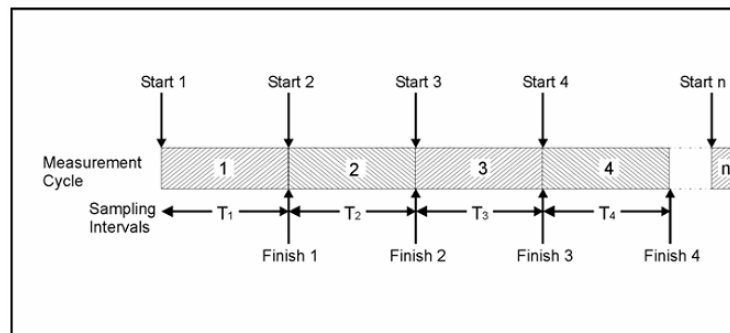 Start 1 Start 2 Start 3 Start 4 Start n
Measurement
Cycle
1 2 3 4 n
Sampling
Intervals
T1 T2 T3 T4
Finish 1 Finish 2 Finish 3 Finish 4